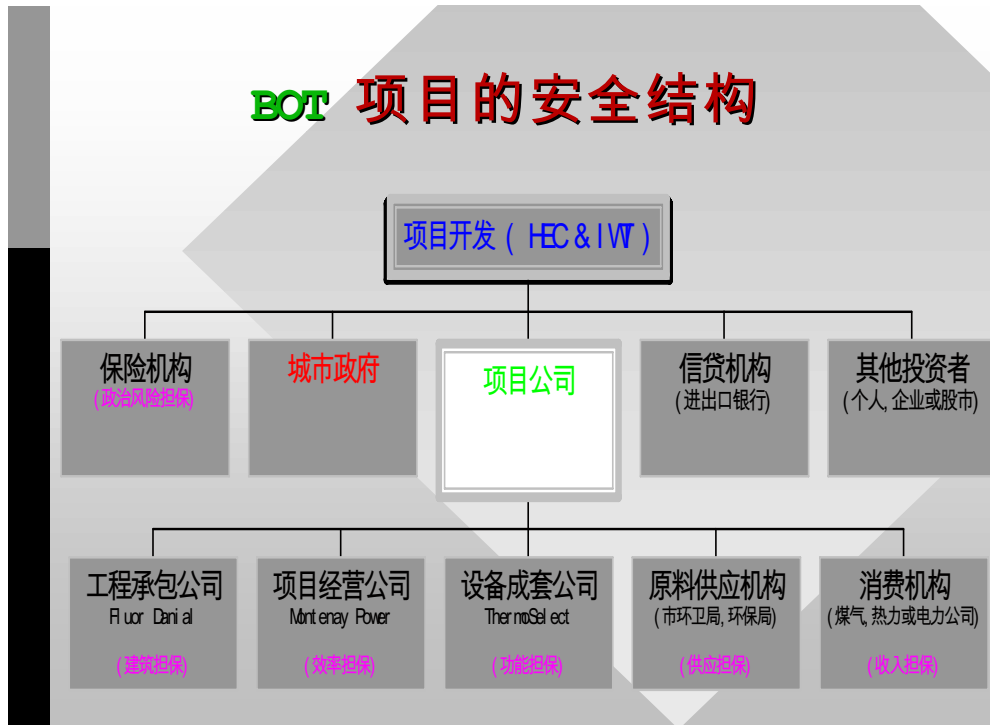 BOT 项目的安全结构
项目开发 ( HEC & IWT )
保险机构
(政治风险担保)
城市政府
项目公司
信贷机构
(进出口银行)
其他投资者
(个人, 企业或股市)
工程承包公司
Fluor Danial
(建筑担保)
项目经营公司
Montenay Power
(效率担保)
设备成套公司
ThermoSelect
(功能担保)
原料供应机构
(市环卫局, 环保局)
(供应担保)
消费机构
(煤气, 热力或电力公司)
(收入担保)